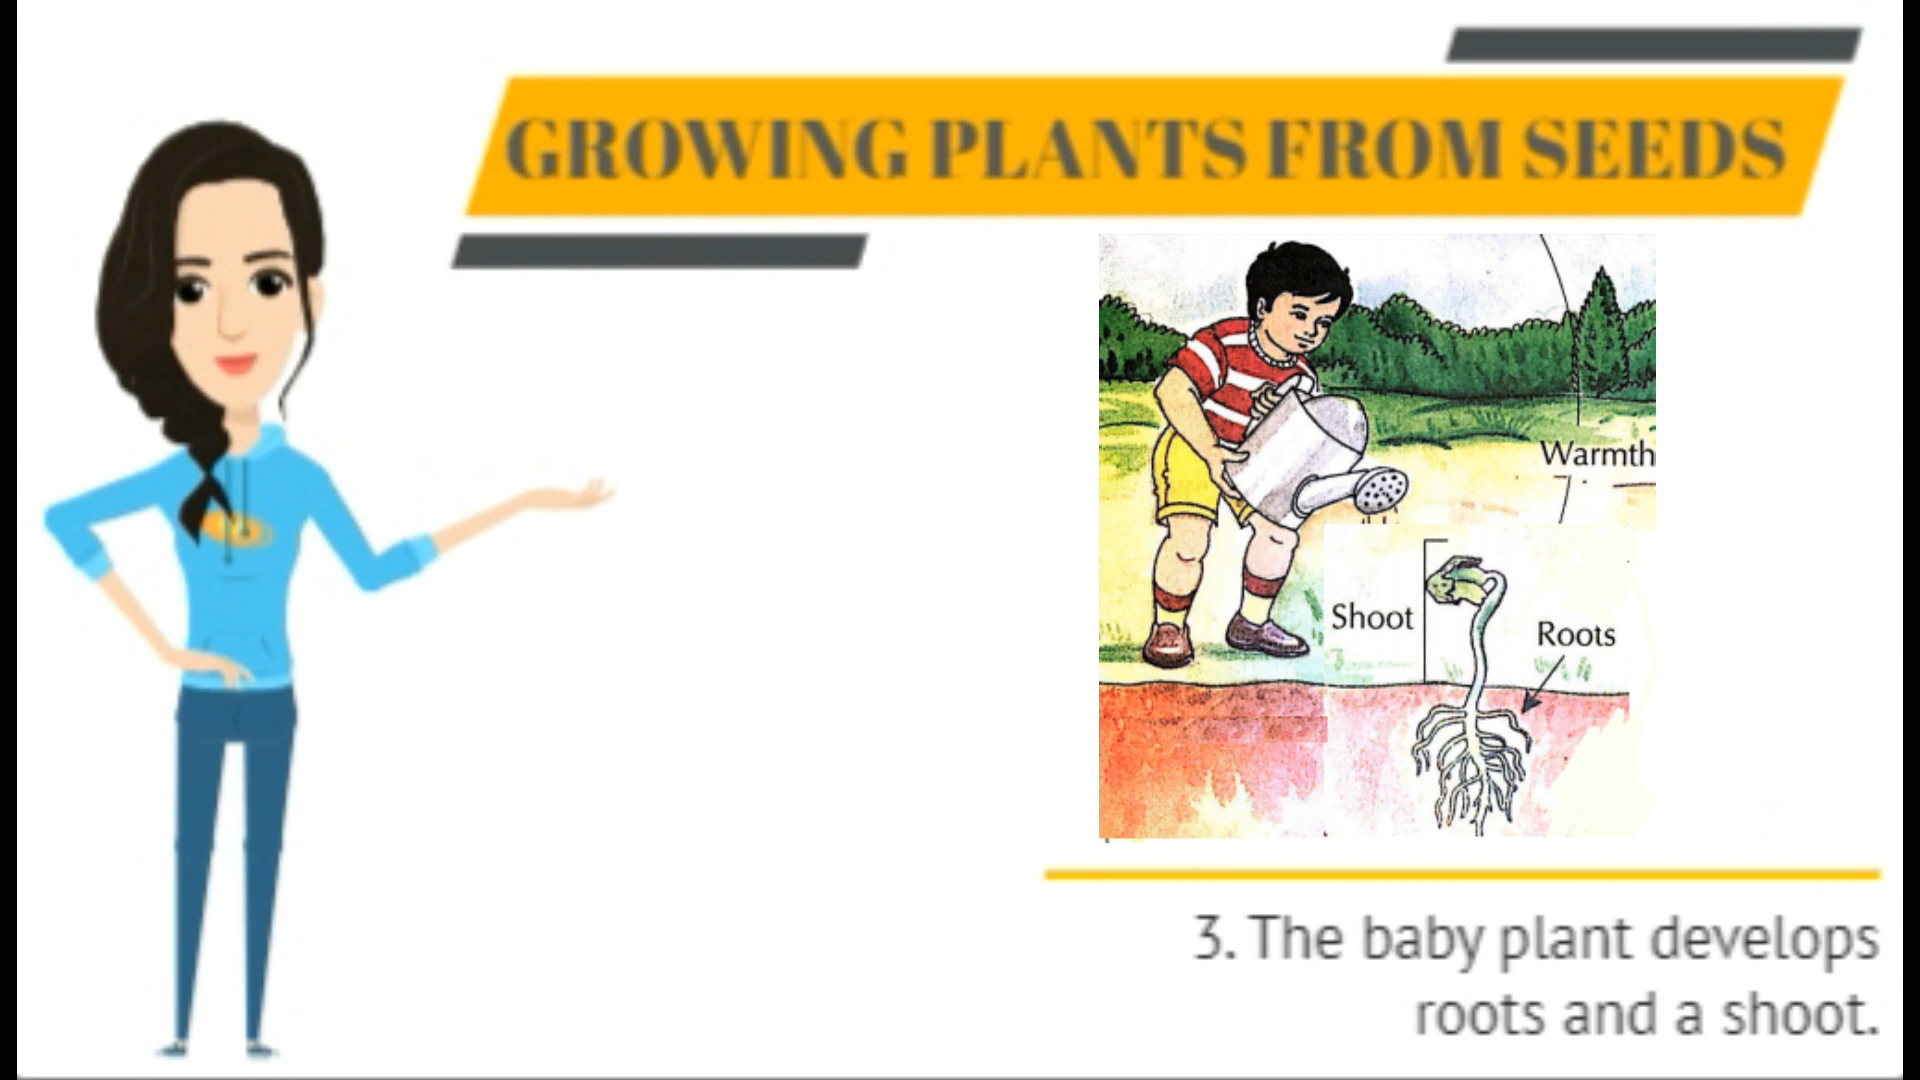 GROWING PLANTS FROM SEEDS
Warmth
Shoot
Roots
3. The baby plant develops
roots and a shoot.